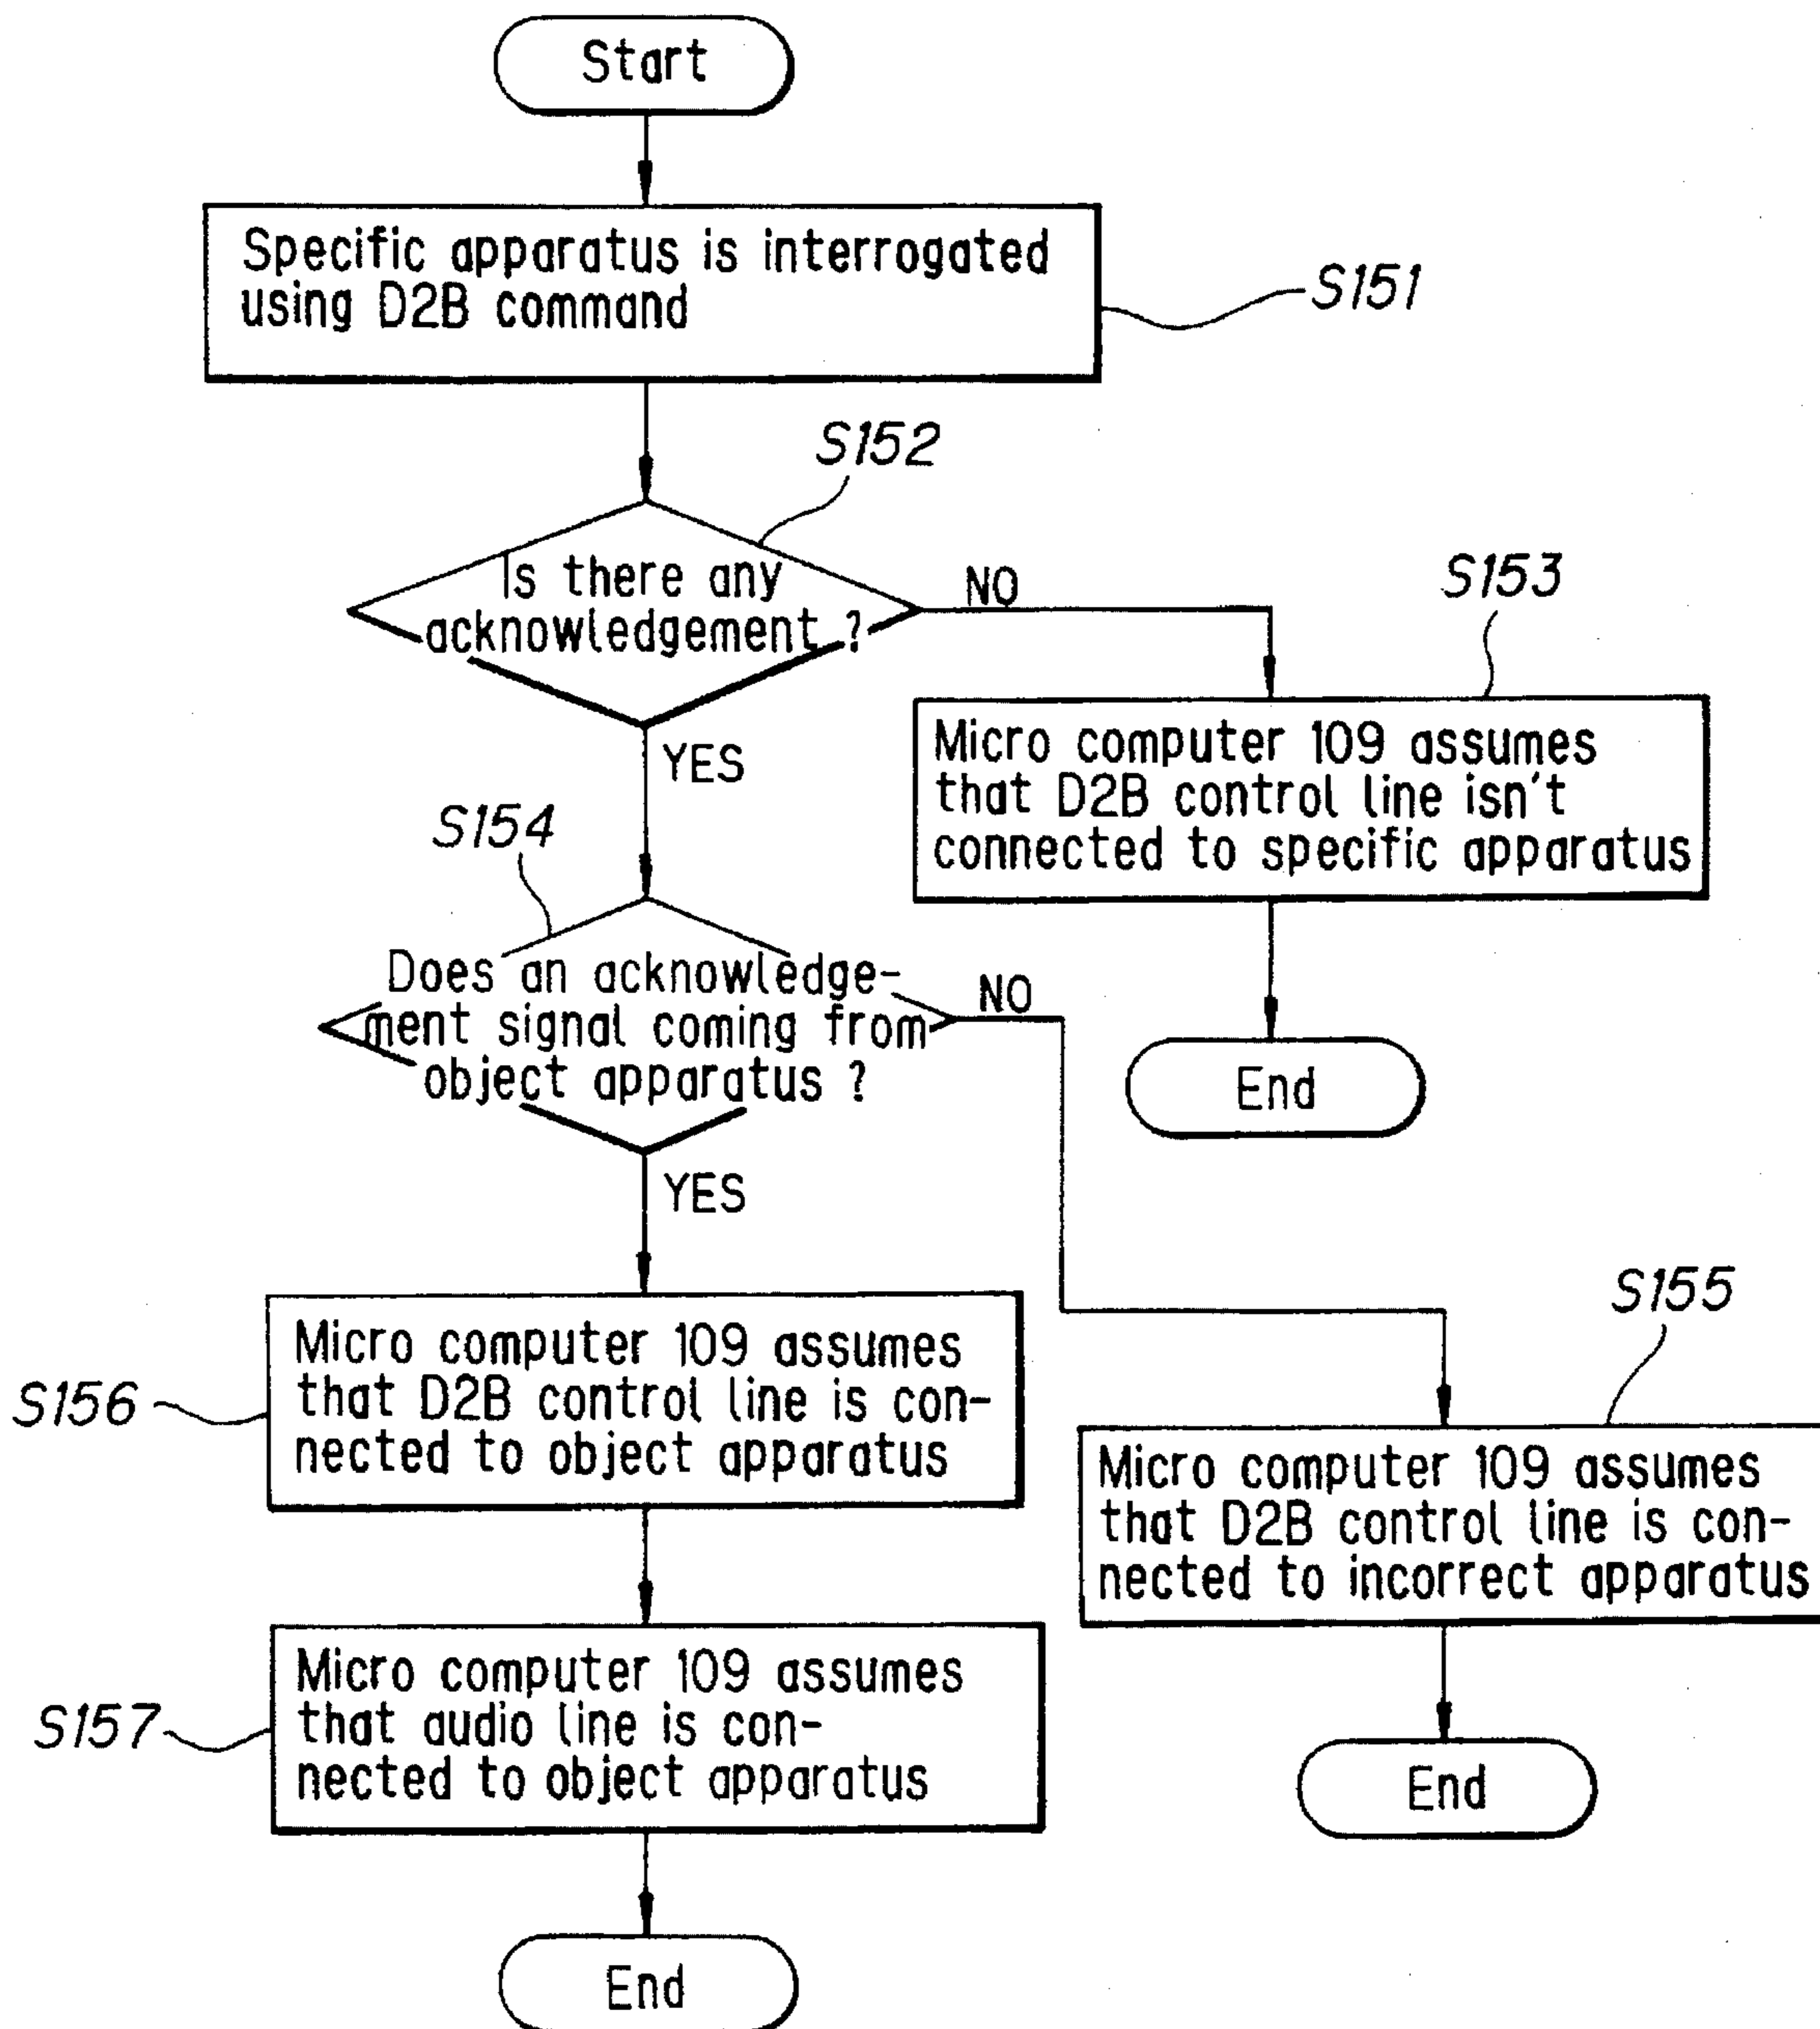 Start
Specific apparatus is interrogated
using D2B command
S151
S152
Is there any
acknowledgement ?
NO
YES
S153
Micro computer 109 assumes
that D2B control line isn't
connected to specific apparatus
End
S154
Does an acknowledge-
ment signal coming from
object apparatus ?
NO
YES
S155
Micro computer 109 assumes
that D2B control line is con-
nected to incorrect apparatus
End
S156
Micro computer 109 assumes
that D2B control line is con-
nected to object apparatus
S157
Micro computer 109 assumes
that audio line is con-
nected to object apparatus
End